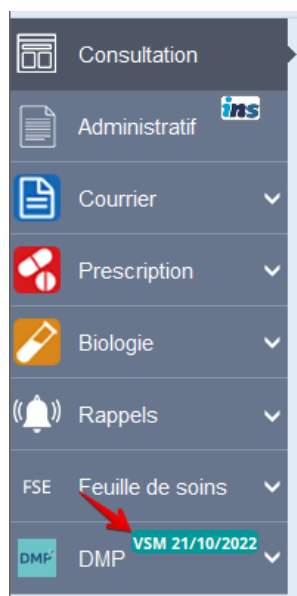 Consultation
ins
Administratif
Courrier
Prescription
Biologie
Rappels
FSE Feuille de soins
VSM 21/10/2022
DMP DMP